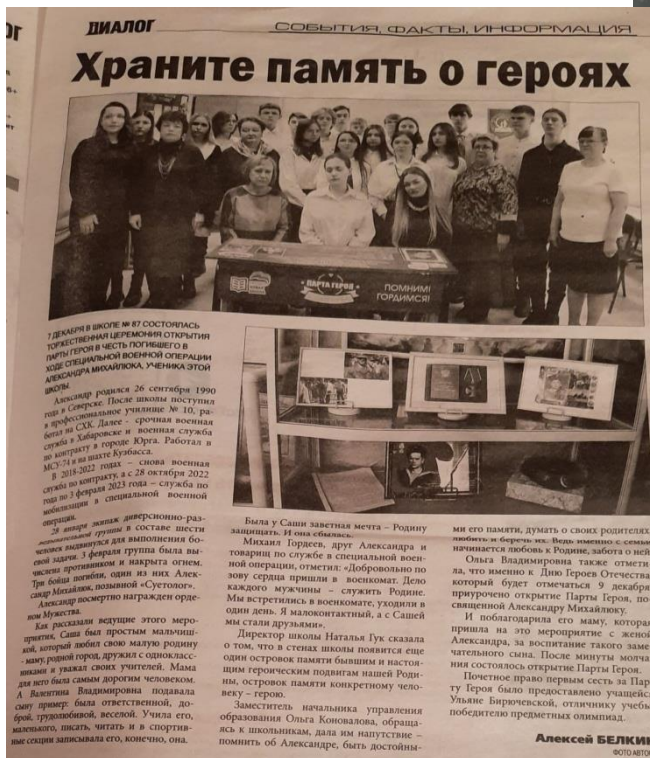 ДИАЛОГ
СОБЫТИЯ, ФАКТЫ, ИНФОРМАЦИЯ
Храните память о героях
ПАРТА ГЕРОЯ
ПОМНИМ!
ГОРДИМСЯ!
7 ДЕКАБРЯ В ШКОЛЕ № 87 СОСТОЯЛАСЬ
ТОРЖЕСТВЕННАЯ ЦЕРЕМОНИЯ ОТКРЫТИЯ
ПАРТЫ ГЕРОЯ В ЧЕСТЬ ПОГИБШЕГО В
ХОДЕ СПЕЦИАЛЬНОЙ ВОЕННОЙ ОПЕРАЦИИ
АЛЕКСАНДРА МИХАЙЛЮКА, УЧЕНИКА ЭТОЙ
ШКОЛЫ.
Александр родился 26 сентября 1990
года в Северске. После школы поступил
в профессиональное училище № 10, ра-
ботал на СХК. Далее - срочная военная
служба в Хабаровске и военная служба
по контракту в городе Юрга. Работал в
МСУ-74 и на шахте Кузбасса.
В 2018-2022 годах – снова военная
служба по контракту, а с 28 октября 2022
года по 3 февраля 2023 года – служба по
мобилизации в специальной военной
операции.
28 января экипаж диверсионно-раз-
группы в составе шести
человек выдвинулся для выполнения бо-
евой задачи. 3 февраля группа была вы-
числена противником и накрыта огнем.
Три бойца погибли, один из них Алек-
сандр Михайлюк, позывной «Сустолог».
Александр посмертно награжден орде-
ном Мужества.
Как рассказали ведущие этого меро-
приятия, Саша был простым мальчиш-
кой, который любил свою малую родину
- маму, родной город, дружил с однокласс-
никами и уважал своих учителей. Мама
для него была самым дорогим человеком.
А Валентина Владимировна подавала
сыну пример: была ответственной, до-
брой, трудолюбивой, веселой. Учила его,
маленького, писать, читать и в спортив-
ные секции записывала его, конечно, она.
Была у Саши заветная мечта – Родину
защищать. И она сбылась.
Михаил Гордеев, друг Александра и
товарищ по службе в специальной воен-
ной операции, отметил: «Добровольно по
зову сердца пришли в военкомат. Дело
каждого мужчины – служить Родине.
Мы встретились в военкомате, уходили в
один день. Я малоконтактный, а с Сашей
мы стали друзьями».
Директор школы Наталья Гук сказала
о том, что в стенах школы появится еще
один островок памяти бывшим и настоя-
щим героическим подвигам нашей Роди-
ны, островок памяти конкретному чело-
веку – герою.
Заместитель начальника управления
образования Ольга Коновалова, обраща-
ясь к школьникам, дала им напутствие –
помнить об Александре, быть достойны-
ми его памяти, думать о своих родителях,
любить и беречь их. Ведь именно с семьи
начинается любовь к Родине, забота о ней.
Ольга Владимировна также отмети-
ла, что именно к Дню Героев Отечества,
который будет отмечаться 9 декабря,
приурочено открытие Парты Героя, по-
священной Александру Михайлюку.
И поблагодарила его маму, которая
пришла на это мероприятие с женой
Александра, за воспитание такого заме-
чательного сына. После минуты молча-
ния состоялось открытие Парты Героя.
Почетное право первым сесть за Пар-
ту Героя было предоставлено учащейся
Ульяне Бирючевской, отличнику учебы,
победителю предметных олимпиад.
Алексей БЕЛКИН
ФОТО АВТОРА